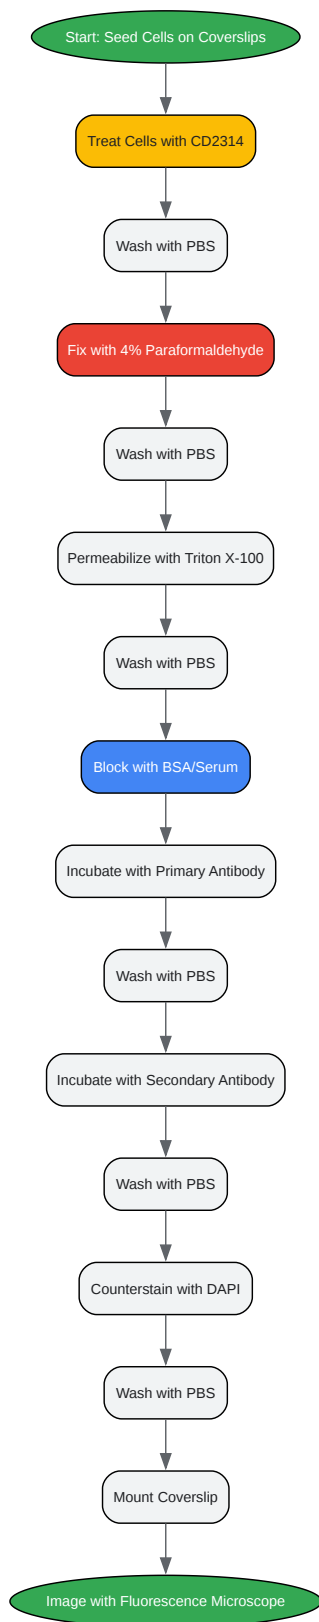 Start: Seed Cells on Coverslips
Treat Cells with CD2314
Wash with PBS
Fix with 4% Paraformaldehyde
Wash with PBS
Permeabilize with Triton X-100
Wash with PBS
Block with BSA/Serum
Incubate with Primary Antibody
Wash with PBS
Incubate with Secondary Antibody
Wash with PBS
Counterstain with DAPI
Wash with PBS
Mount Coverslip
Image with Fluorescence Microscope